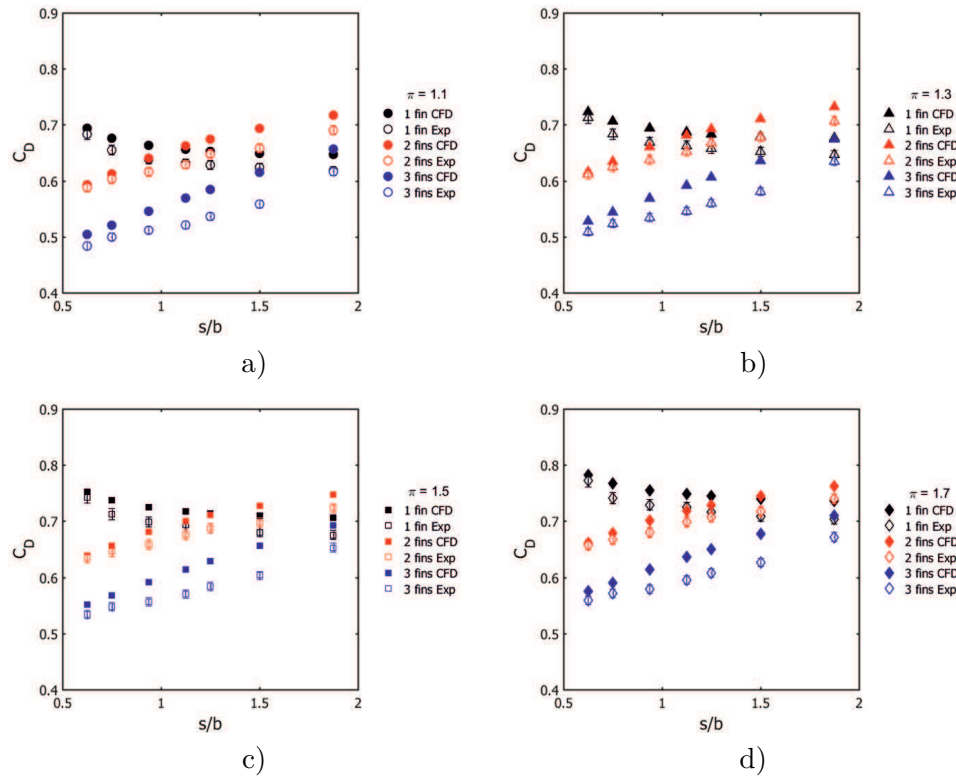 0.9
0.8
0.7
0.6
0.5
0.4
C_D
0.5
1
1.5
2
s/b
π = 1.1
1 fin CFD
1 fin Exp
2 fins CFD
2 fins Exp
3 fins CFD
3 fins Exp
a)
0.9
0.8
0.7
0.6
0.5
0.4
C_D
0.5
1
1.5
2
s/b
π = 1.3
1 fin CFD
1 fin Exp
2 fins CFD
2 fins Exp
3 fins CFD
3 fins Exp
b)
0.9
0.8
0.7
0.6
0.5
0.4
C_D
0.5
1
1.5
2
s/b
π = 1.5
1 fin CFD
1 fin Exp
2 fins CFD
2 fins Exp
3 fins CFD
3 fins Exp
c)
0.9
0.8
0.7
0.6
0.5
0.4
C_D
0.5
1
1.5
2
s/b
π = 1.7
1 fin CFD
1 fin Exp
2 fins CFD
2 fins Exp
3 fins CFD
3 fins Exp
d)